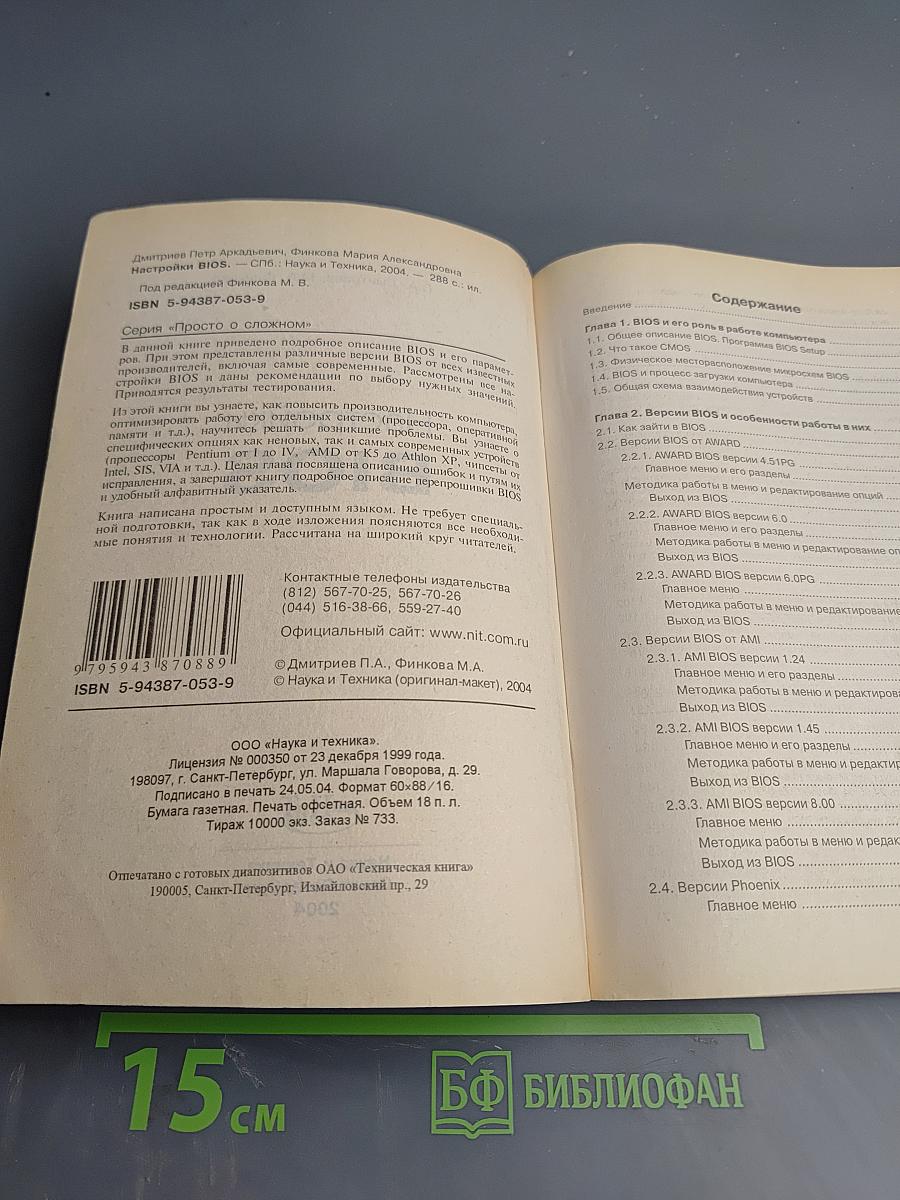 Дмитриев Петр Аркадьевич, Финкова Мария Александровна
Настройки BIOS. — СПб.: Наука и Техника, 2004. — 288 с.: ил.
Под редакцией Финкова М. В.
ISBN 5-94387-053-9
Серия «Просто о сложном»
В данной книге приведено подробное описание BIOS и его парамет-
ров. При этом представлены различные версии BIOS от всех известных
производителей, включая самые современные. Рассмотрены все на-
стройки BIOS и даны рекомендации по выбору нужных значений.
Приводятся результаты тестирования.
Из этой книги вы узнаете, как повысить производительность компьютера,
оптимизировать работу его отдельных систем (процессора, оперативной
памяти и т.д.), научитесь решать возникшие проблемы. Вы узнаете о
специфических опциях как неновых, так и самых современных устройств
(процессоры Pentium от I до IV, AMD от K5 до Athlon XP, чипсеты от
Intel, SIS, VIA и т.д.). Целая глава посвящена описанию ошибок и путям их
исправления, а завершают книгу подробное описание перепрошивки BIOS
и удобный алфавитный указатель.
Книга написана простым и доступным языком. Не требует специаль-
ной подготовки, так как в ходе изложения поясняются все необходи-
мые понятия и технологии. Рассчитана на широкий круг читателей.
9 795943 870889
ISBN 5-94387-053-9
Контактные телефоны издательства
(812) 567-70-25, 567-70-26
(044) 516-38-66, 559-27-40
Официальный сайт: www.nit.com.ru
© Дмитриев П.А., Финкова М.А.
© Наука и Техника (оригинал-макет), 2004
ООО «Наука и техника».
Лицензия № 000350 от 23 декабря 1999 года.
198097, г. Санкт-Петербург, ул. Маршала Говорова, д. 29.
Подписано в печать 24.05.04. Формат 60×88/16.
Бумага газетная. Печать офсетная. Объем 18 п. л.
Тираж 10000 экз. Заказ № 733.
Отпечатано с готовых диапозитивов ОАО «Техническая книга»
190005, Санкт-Петербург, Измайловский пр., 29
Содержание
Введение
Глава 1. BIOS и его роль в работе компьютера
1.1. Общее описание BIOS. Программа BIOS Setup
1.2. Что такое CMOS
1.3. Физическое месторасположение микросхем BIOS
1.4. BIOS и процесс загрузки компьютера
1.5. Общая схема взаимодействия устройств
Глава 2. Версии BIOS и особенности работы в них
2.1. Как зайти в BIOS
2.2. Версии BIOS от AWARD
2.2.1. AWARD BIOS версии 4.51PG
Главное меню и его разделы
Методика работы в меню и редактирование опций
Выход из BIOS
2.2.2. AWARD BIOS версии 6.0
Главное меню и его разделы
Методика работы в меню и редактирование оп
Выход из BIOS
2.2.3. AWARD BIOS версии 6.0PG
Главное меню
Методика работы в меню и редактирование
Выход из BIOS
2.3. Версии BIOS от AMI
2.3.1. AMI BIOS версии 1.24
Главное меню и его разделы
Методика работы в меню и редактирова
Выход из BIOS
2.3.2. AMI BIOS версии 1.45
Главное меню и его разделы
Методика работы в меню и редактир
Выход из BIOS
2.3.3. AMI BIOS версии 8.00
Главное меню
Методика работы в меню и редак
Выход из BIOS
2.4. Версии Phoenix
Главное меню
15 см
БФ БИБЛИОФАН